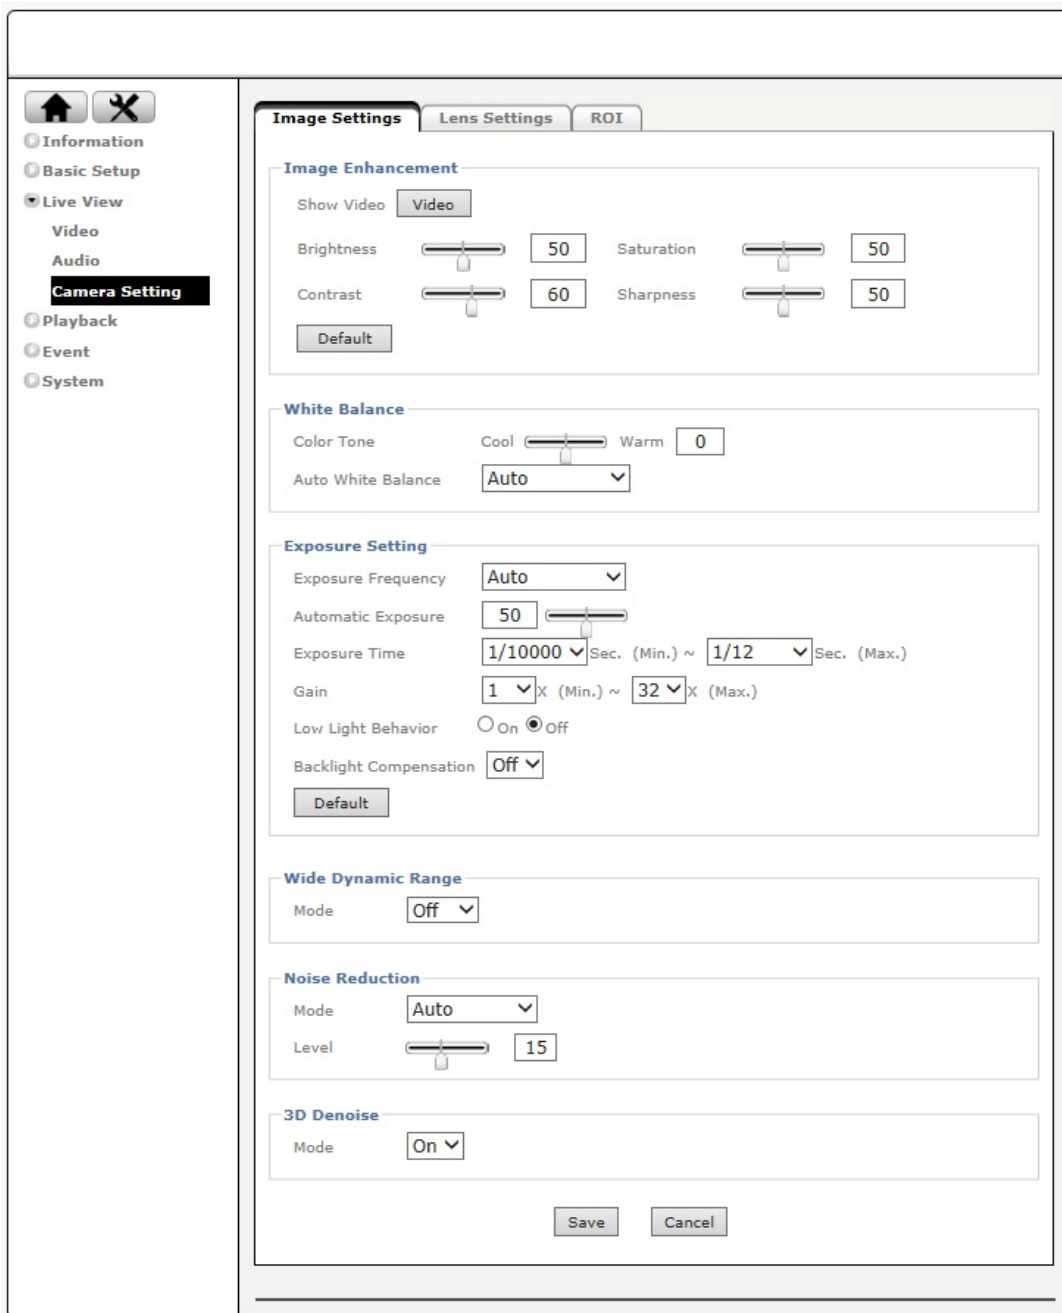 Image Settings Lens Settings ROI
Information
Basic Setup
Live View
Video
Audio
Camera Setting
Playback
Event
System
Image Enhancement
Show Video Video
Brightness 50 Saturation 50
Contrast 60 Sharpness 50
Default
White Balance
Color Tone Cool Warm 0
Auto White Balance Auto
Exposure Setting
Exposure Frequency Auto
Automatic Exposure 50
Exposure Time 1/10000 Sec. (Min.) ~ 1/12 Sec. (Max.)
Gain 1 X (Min.) ~ 32 X (Max.)
Low Light Behavior On Off
Backlight Compensation Off
Default
Wide Dynamic Range
Mode Off
Noise Reduction
Mode Auto
Level 15
3D Denoise
Mode On
Save Cancel